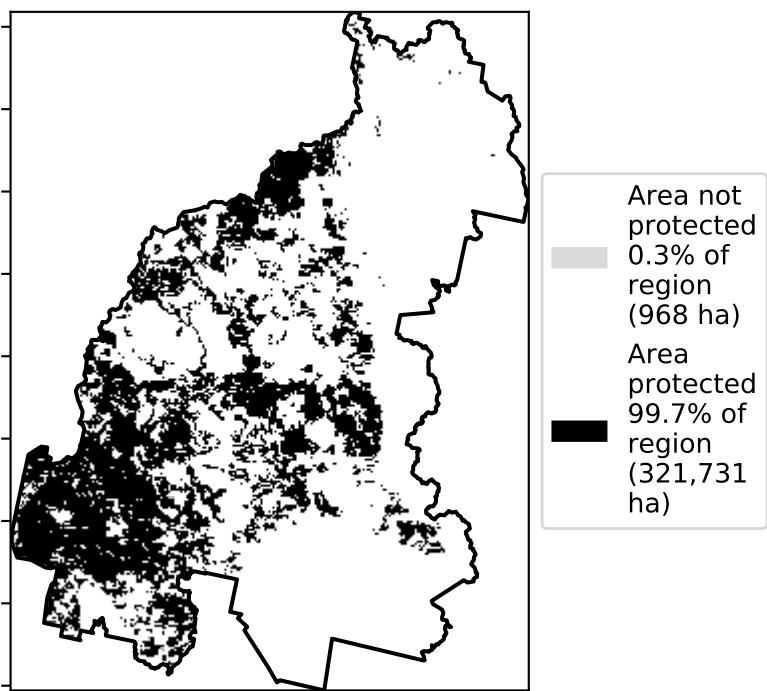 Area not
protected
0.3% of
region
(968 ha)
Area
protected
99.7% of
region
(321,731
ha)